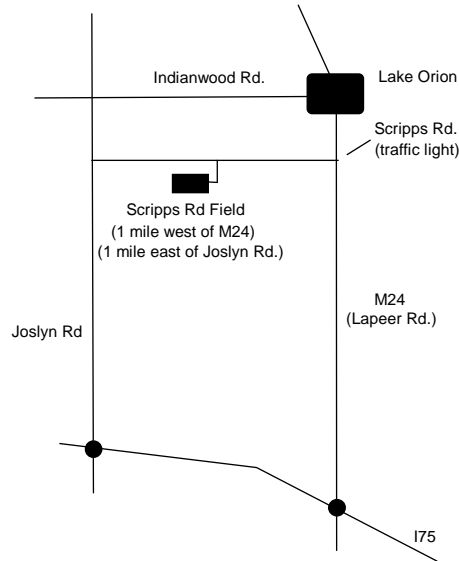 Indianwood Rd.
Lake Orion
Scripps Rd.
(traffic light)
Scripps Rd Field
(1 mile west of M24)
(1 mile east of Joslyn Rd.)
M24
(Lapeer Rd.)
Joslyn Rd
I75